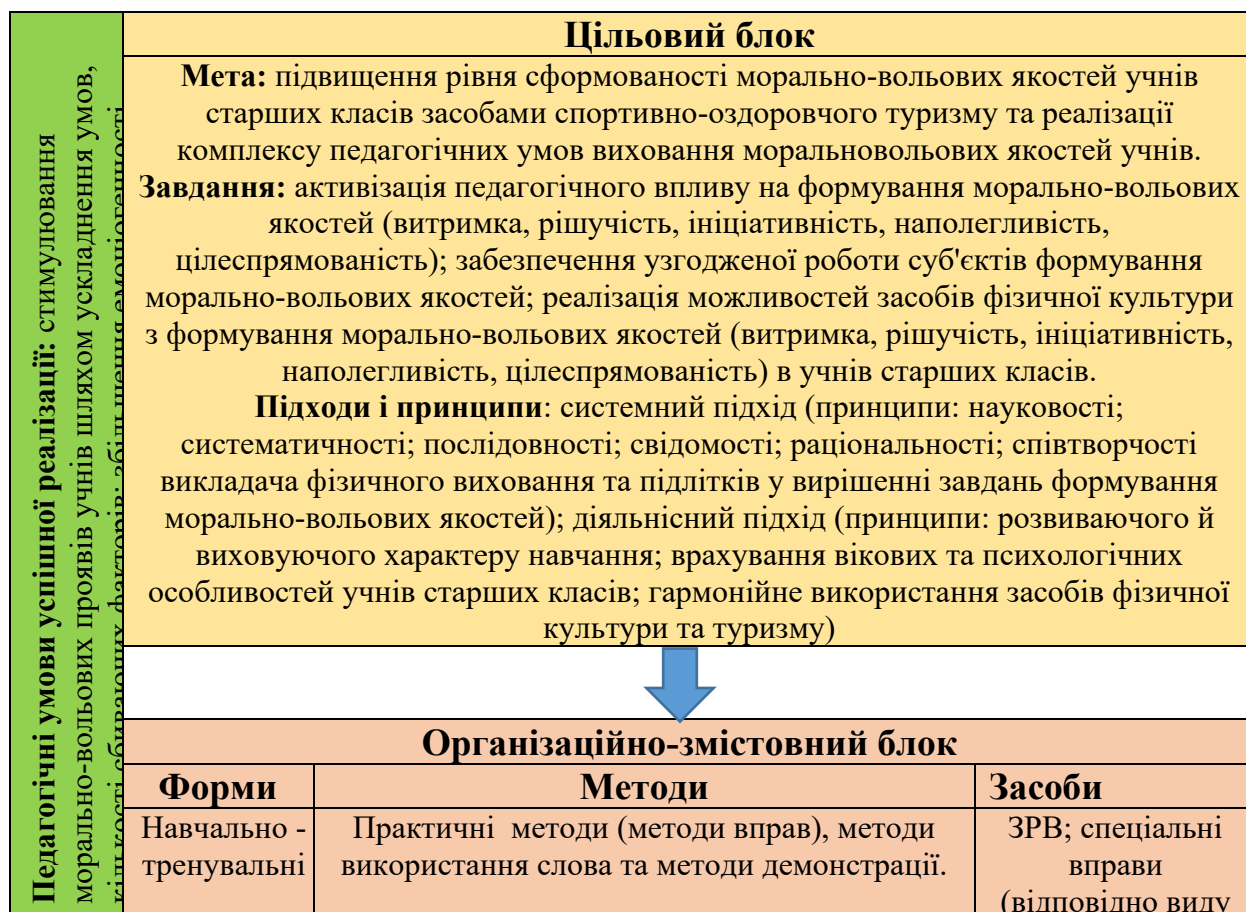 Педагогічні умови успішної реалізації: стимулювання
морально-вольових проявів учнів шляхом ускладнення умов,
кількості збиваючих факторів; збільшення емоціогенності
Цільовий блок
Мета: підвищення рівня сформованості морально-вольових якостей учнів
старших класів засобами спортивно-оздоровчого туризму та реалізації
комплексу педагогічних умов виховання моральновольових якостей учнів.
Завдання: активізація педагогічного впливу на формування морально-вольових
якостей (витримка, рішучість, ініціативність, наполегливість,
цілеспрямованість); забезпечення узгодженої роботи суб'єктів формування
морально-вольових якостей; реалізація можливостей засобів фізичної культури
з формування морально-вольових якостей (витримка, рішучість, ініціативність,
наполегливість, цілеспрямованість) в учнів старших класів.
Підходи і принципи: системний підхід (принципи: науковості;
систематичності; послідовності; свідомості; раціональності; співтворчості
викладача фізичного виховання та підлітків у вирішенні завдань формування
морально-вольових якостей); діяльнісний підхід (принципи: розвиваючого й
виховуючого характеру навчання; врахування вікових та психологічних
особливостей учнів старших класів; гармонійне використання засобів фізичної
культури та туризму)
Організаційно-змістовний блок
Форми
Методи
Засоби
Навчально -
тренувальні
Практичні методи (методи вправ), методи
використання слова та методи демонстрації.
ЗРВ; спеціальні
вправи
(відповідно виду